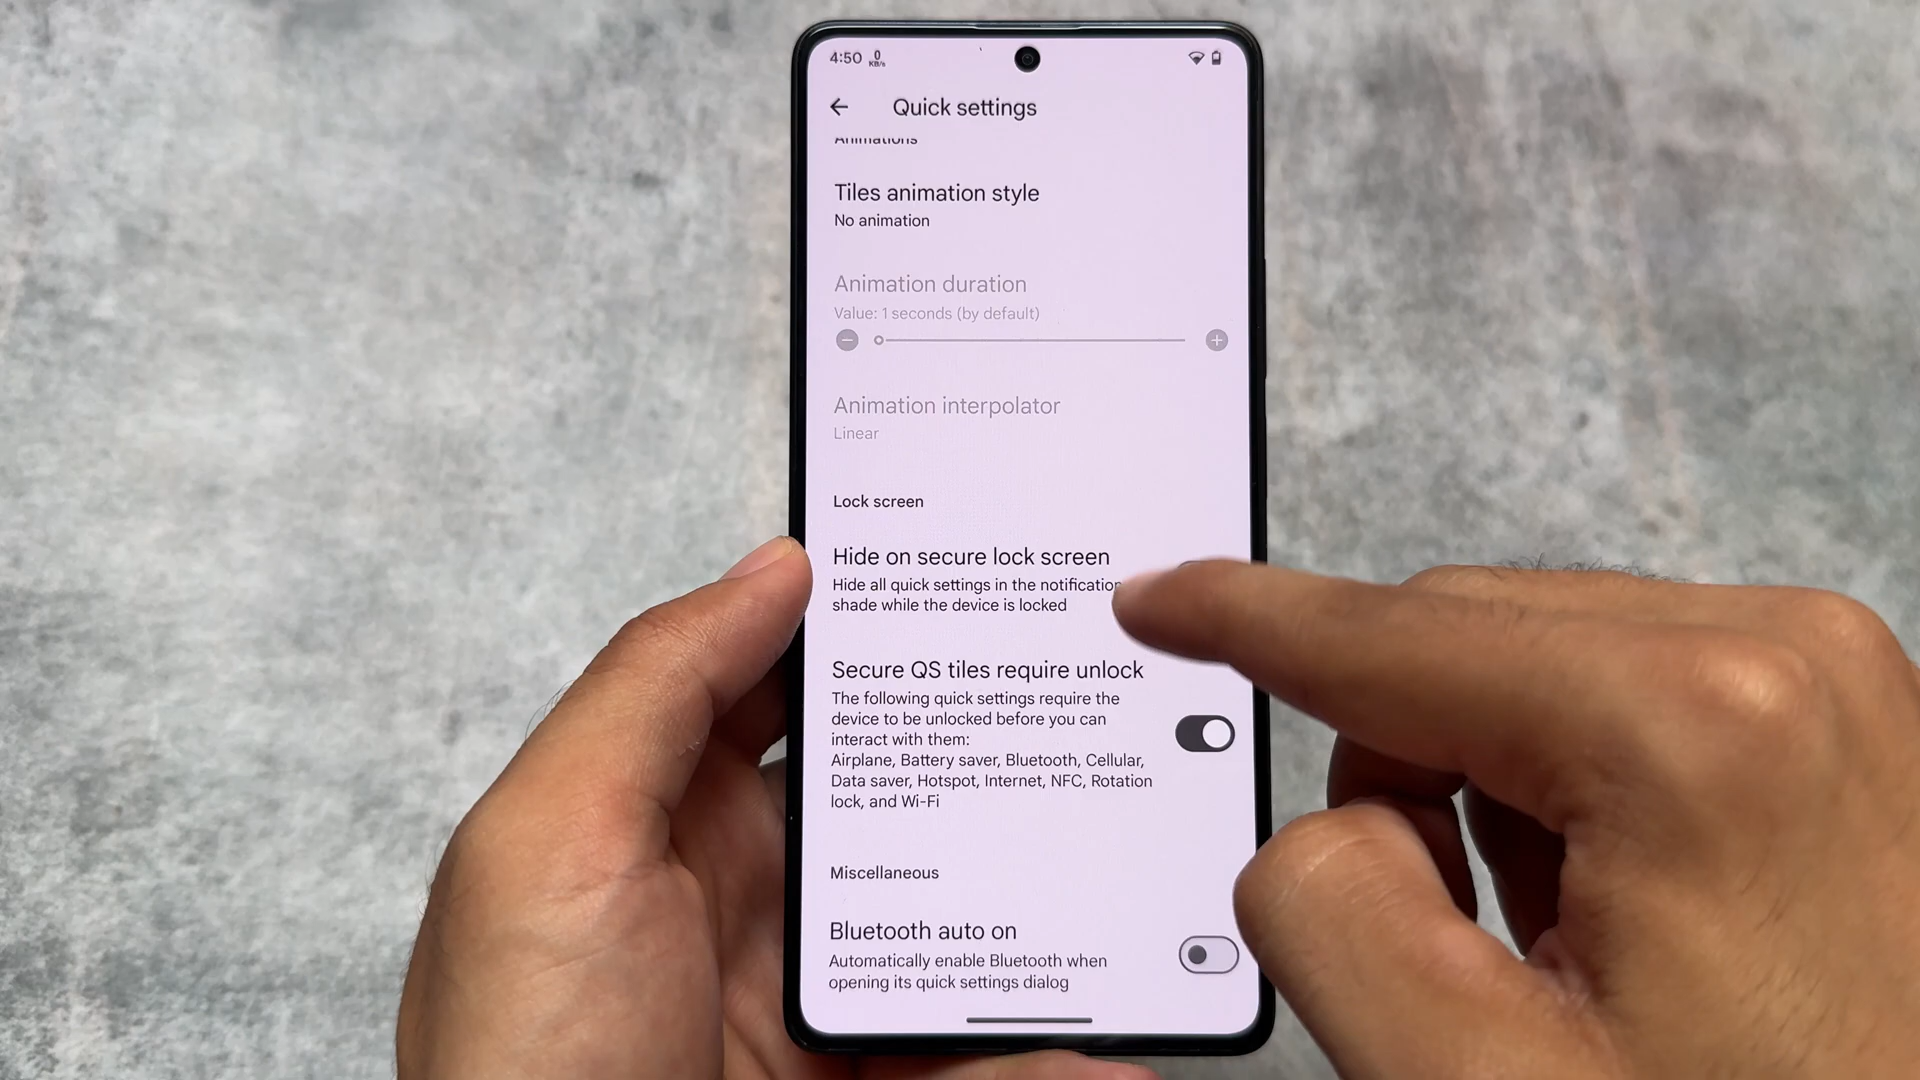 4:50 0 KB/s
Quick settings
Animations
Tiles animation style
No animation
Animation duration
Value: 1 seconds (by default)
Animation interpolator
Linear
Lock screen
Hide on secure lock screen
Hide all quick settings in the notification
shade while the device is locked
Secure QS tiles require unlock
The following quick settings require the
device to be unlocked before you can
interact with them:
Airplane, Battery saver, Bluetooth, Cellular,
Data saver, Hotspot, Internet, NFC, Rotation
lock, and Wi-Fi
Miscellaneous
Bluetooth auto on
Automatically enable Bluetooth when
opening its quick settings dialog